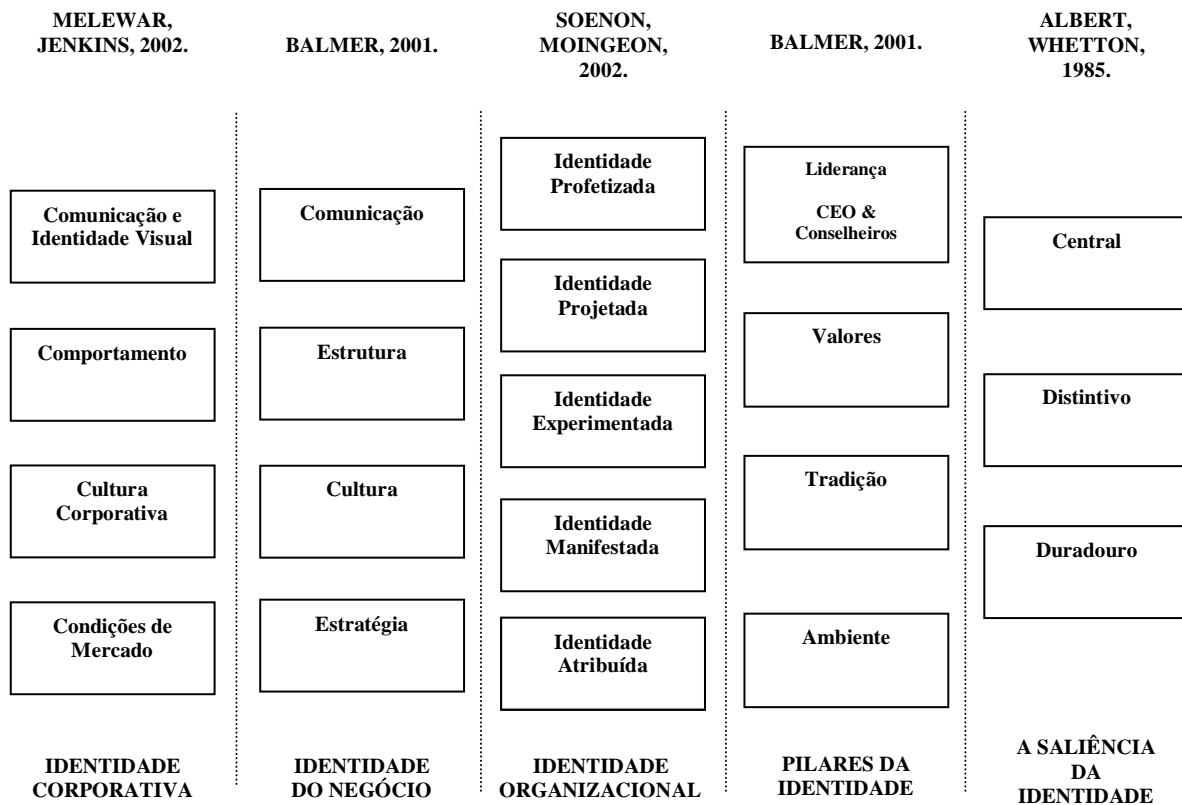 MELEWAR,
JENKINS, 2002.
Comunicação e
Identidade Visual
Comportamento
Cultura
Corporativa
Condições de
Mercado
IDENTIDADE
CORPORATIVA
BALMER, 2001.
Comunicação
Estrutura
Cultura
Estratégia
IDENTIDADE
DO NEGÓCIO
SOENON,
MOINGEON,
2002.
Identidade
Profetizada
Identidade
Projetada
Identidade
Experimentada
Identidade
Manifestada
Identidade
Atribuída
IDENTIDADE
ORGANIZACIONAL
BALMER, 2001.
Liderança
CEO &
Conselheiros
Valores
Tradição
Ambiente
PILARES DA
IDENTIDADE
ALBERT,
WHETTON,
1985.
Central
Distintivo
Duradouro
A SALIÊNCIA
DA
IDENTIDADE